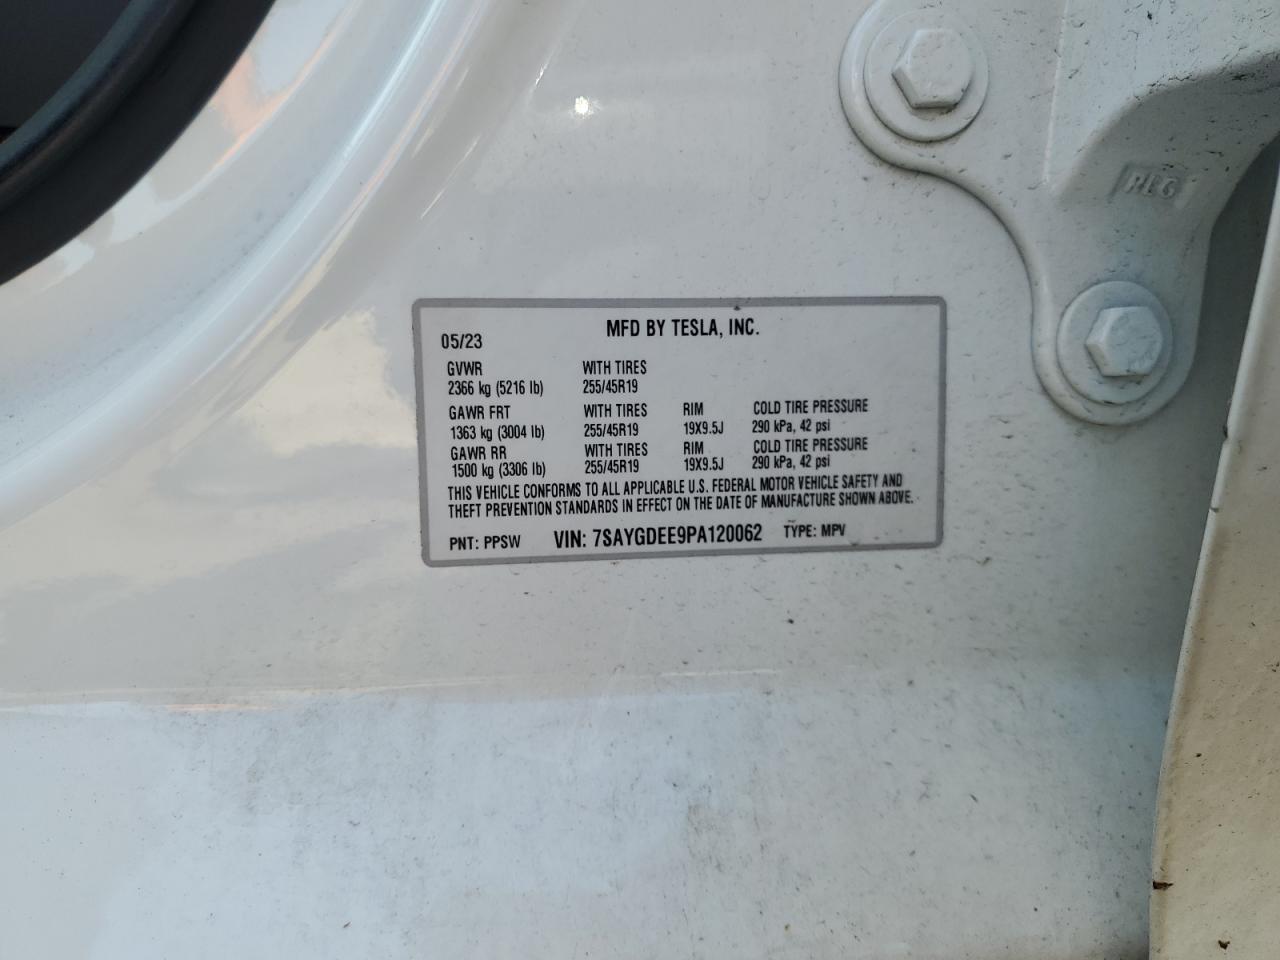 RLG
05/23 MFD BY TESLA, INC.
GVWR WITH TIRES
2366 kg (5216 lb) 255/45R19
GAWR FRT WITH TIRES RIM COLD TIRE PRESSURE
1363 kg (3004 lb) 255/45R19 19X9.5J 290 kPa, 42 psi
GAWR RR WITH TIRES RIM COLD TIRE PRESSURE
1500 kg (3306 lb) 255/45R19 19X9.5J 290 kPa, 42 psi
THIS VEHICLE CONFORMS TO ALL APPLICABLE U.S. FEDERAL MOTOR VEHICLE SAFETY AND
THEFT PREVENTION STANDARDS IN EFFECT ON THE DATE OF MANUFACTURE SHOWN ABOVE.
PNT: PPSW VIN: 7SAYGDEE9PA120062 TYPE: MPV